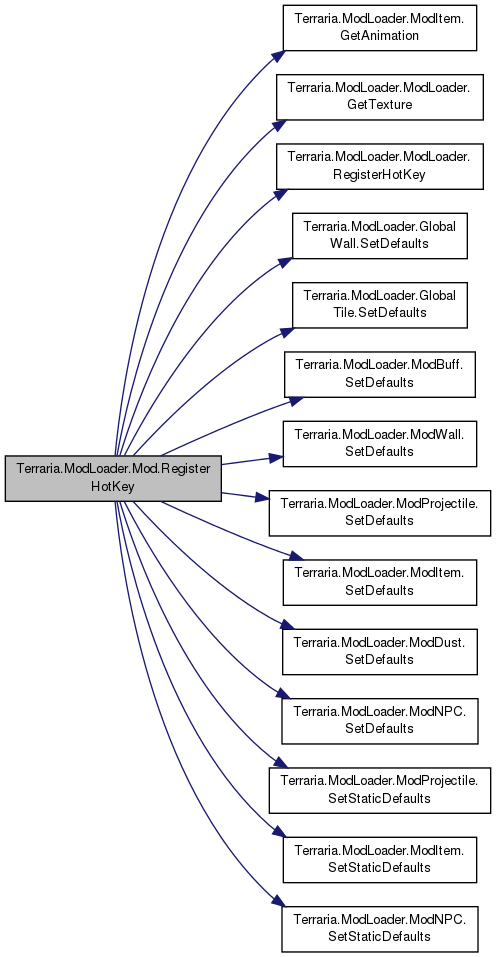 Terraria.ModLoader.ModItem.
GetAnimation
Terraria.ModLoader.ModLoader.
GetTexture
Terraria.ModLoader.ModLoader.
RegisterHotKey
Terraria.ModLoader.Global
Wall.SetDefaults
Terraria.ModLoader.Global
Tile.SetDefaults
Terraria.ModLoader.ModBuff.
SetDefaults
Terraria.ModLoader.ModWall.
SetDefaults
Terraria.ModLoader.Mod.Register
HotKey
Terraria.ModLoader.ModProjectile.
SetDefaults
Terraria.ModLoader.ModItem.
SetDefaults
Terraria.ModLoader.ModDust.
SetDefaults
Terraria.ModLoader.ModNPC.
SetDefaults
Terraria.ModLoader.ModProjectile.
SetStaticDefaults
Terraria.ModLoader.ModItem.
SetStaticDefaults
Terraria.ModLoader.ModNPC.
SetStaticDefaults